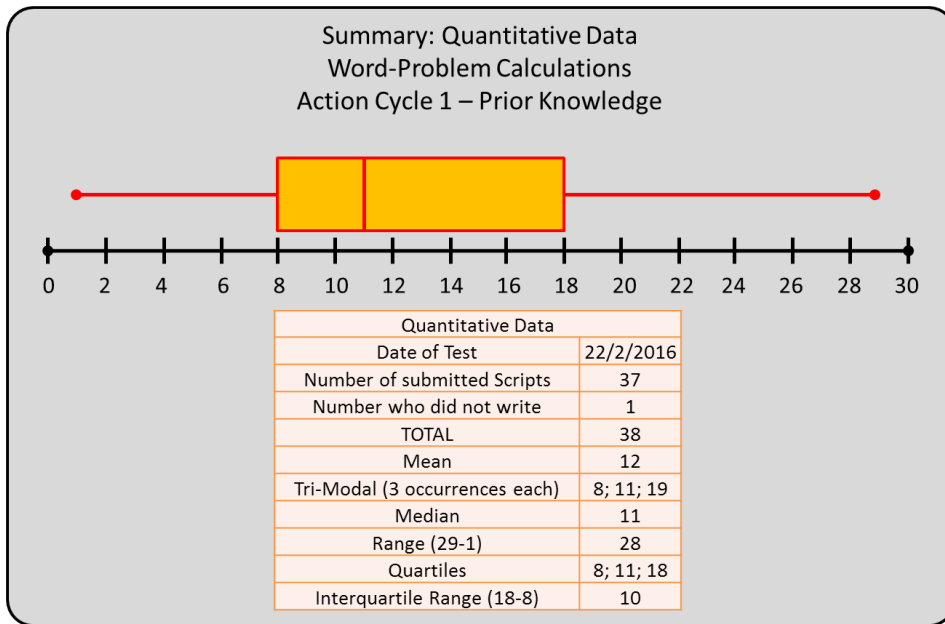 Summary: Quantitative Data
Word-Problem Calculations
Action Cycle 1 – Prior Knowledge
0 2 4 6 8 10 12 14 16 18 20 22 24 26 28 30
Quantitative Data
Date of Test 22/2/2016
Number of submitted Scripts 37
Number who did not write 1
TOTAL 38
Mean 12
Tri-Modal (3 occurrences each) 8; 11; 19
Median 11
Range (29-1) 28
Quartiles 8; 11; 18
Interquartile Range (18-8) 10